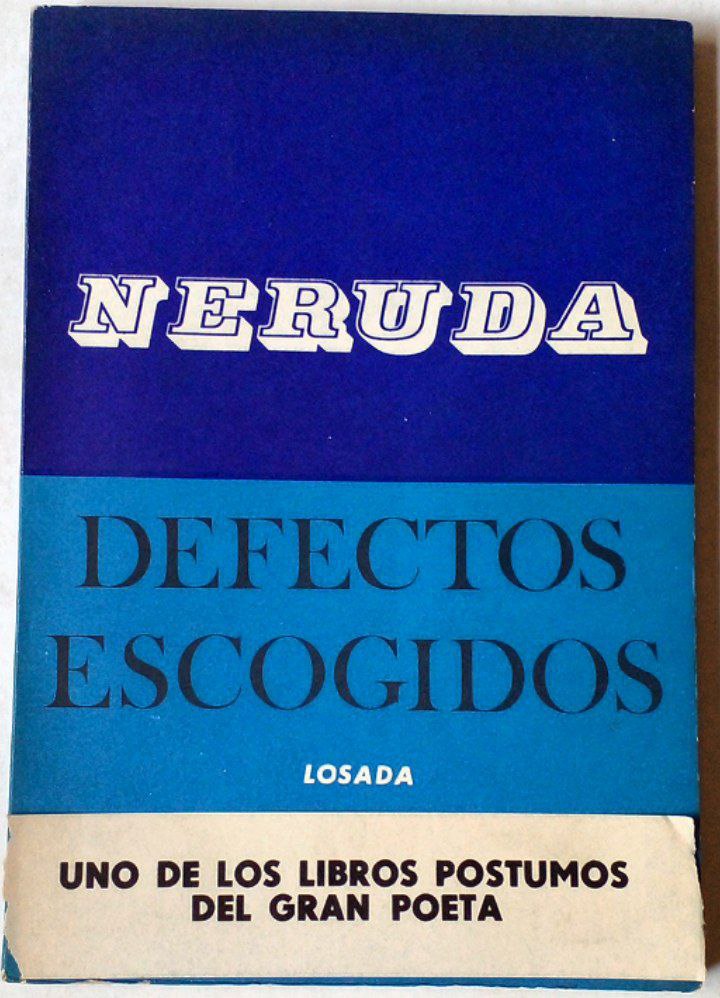 NERUDA
DEFECTOS
ESCOGIDOS
LOSADA
UNO DE LOS LIBROS POSTUMOS
DEL GRAN POETA